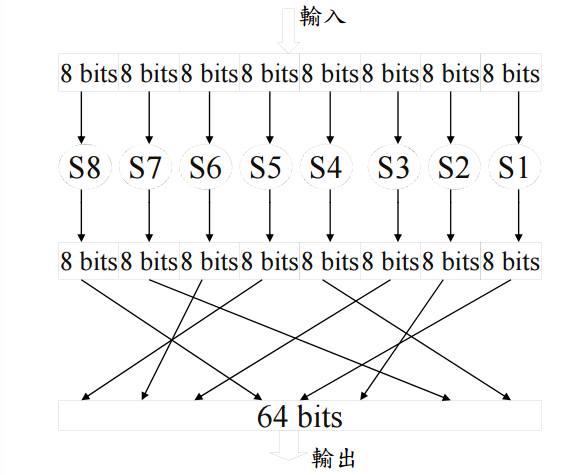 輸入
8 bits 8 bits 8 bits 8 bits 8 bits 8 bits 8 bits 8 bits
S8 S7 S6 S5 S4 S3 S2 S1
8 bits 8 bits 8 bits 8 bits 8 bits 8 bits 8 bits 8 bits
64 bits
輸出